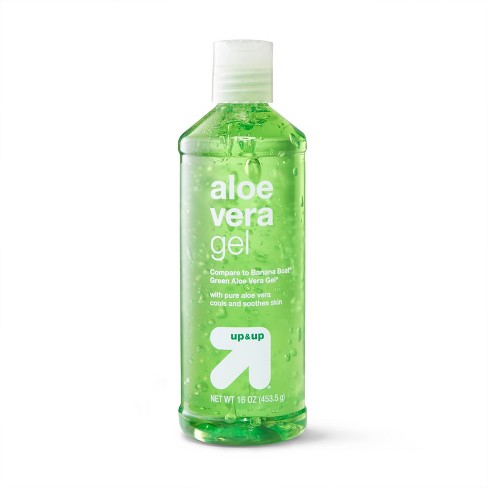 aloe
vera
gel
Compare to Banana Boat®
Green Aloe Vera Gel*
with pure aloe vera
cools and soothes skin
up&up
NET WT 16 OZ (453.5 g)